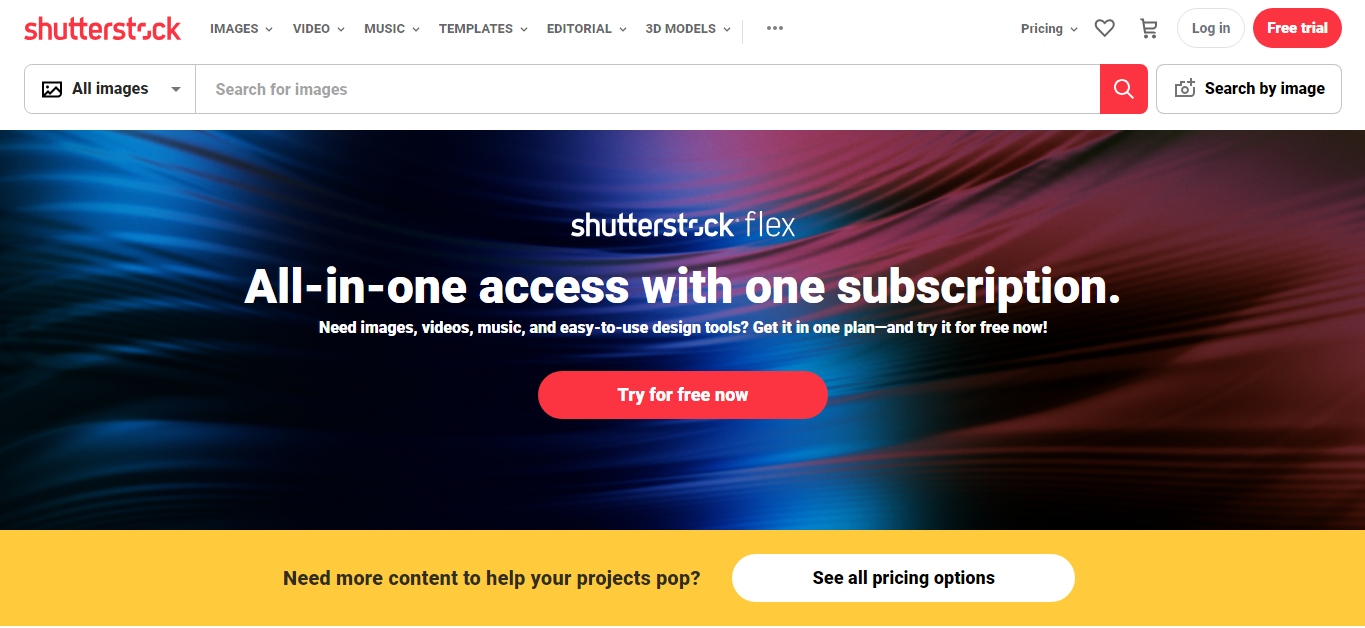 shutterstock
IMAGES VIDEO MUSIC TEMPLATES EDITORIAL 3D MODELS
Pricing Log in Free trial
All images Search for images Search by image
shutterstock flex
All-in-one access with one subscription.
Need images, videos, music, and easy-to-use design tools? Get it in one plan—and try it for free now!
Try for free now
Need more content to help your projects pop? See all pricing options